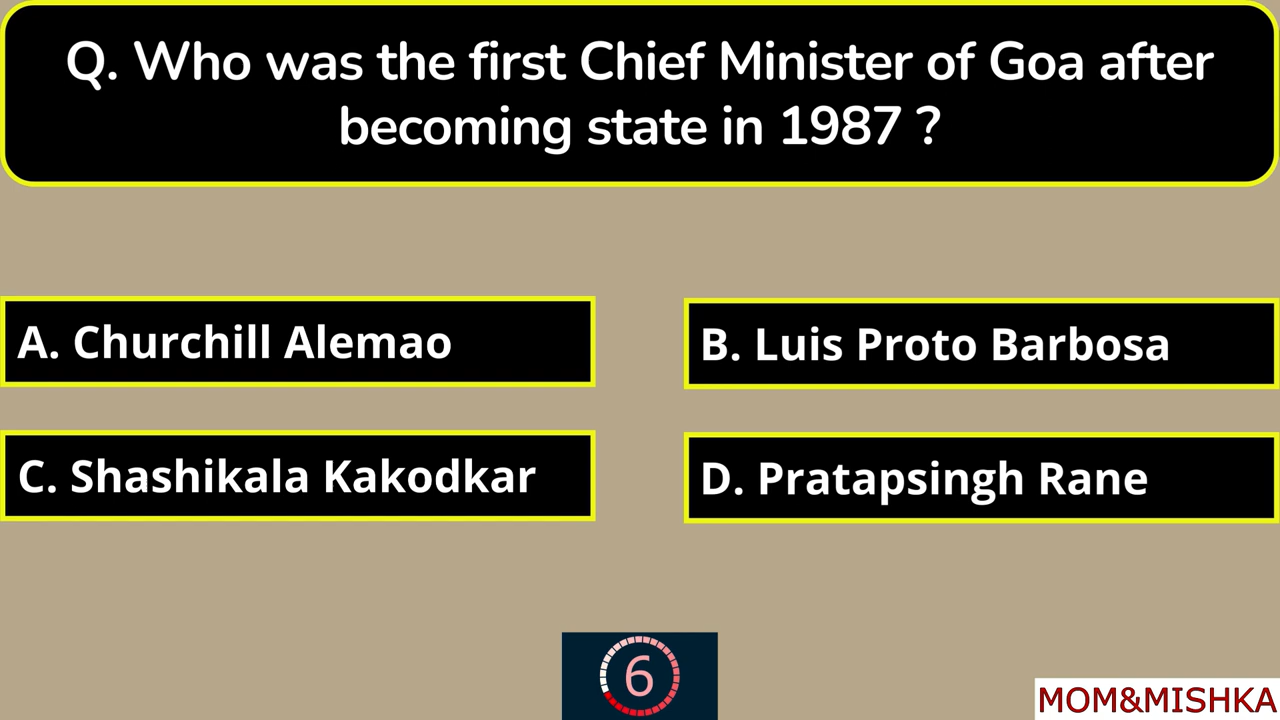 Q. Who was the first Chief Minister of Goa after
becoming state in 1987 ?
A. Churchill Alemao
B. Luis Proto Barbosa
C. Shashikala Kakodkar
D. Pratapsingh Rane
6
MOM&MISHKA